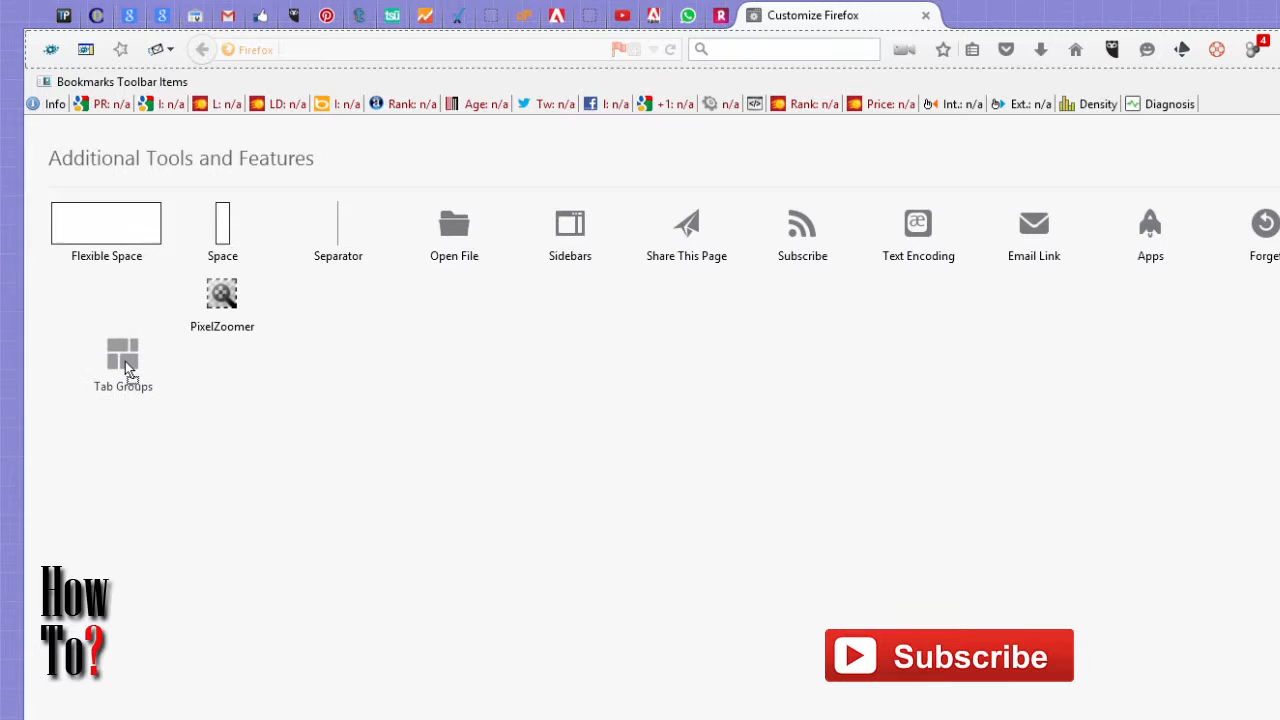 Customize Firefox
Firefox
4
Bookmarks Toolbar Items
Info PR: n/a I: n/a L: n/a LD: n/a I: n/a Rank: n/a Age: n/a Tw: n/a I: n/a +1: n/a n/a Rank: n/a Price: n/a Int.: n/a Ext.: n/a Density Diagnosis
Additional Tools and Features
Flexible Space Space Separator Open File Sidebars Share This Page Subscribe Text Encoding Email Link Apps Forge
PixelZoomer
Tab Groups
How
To?
Subscribe